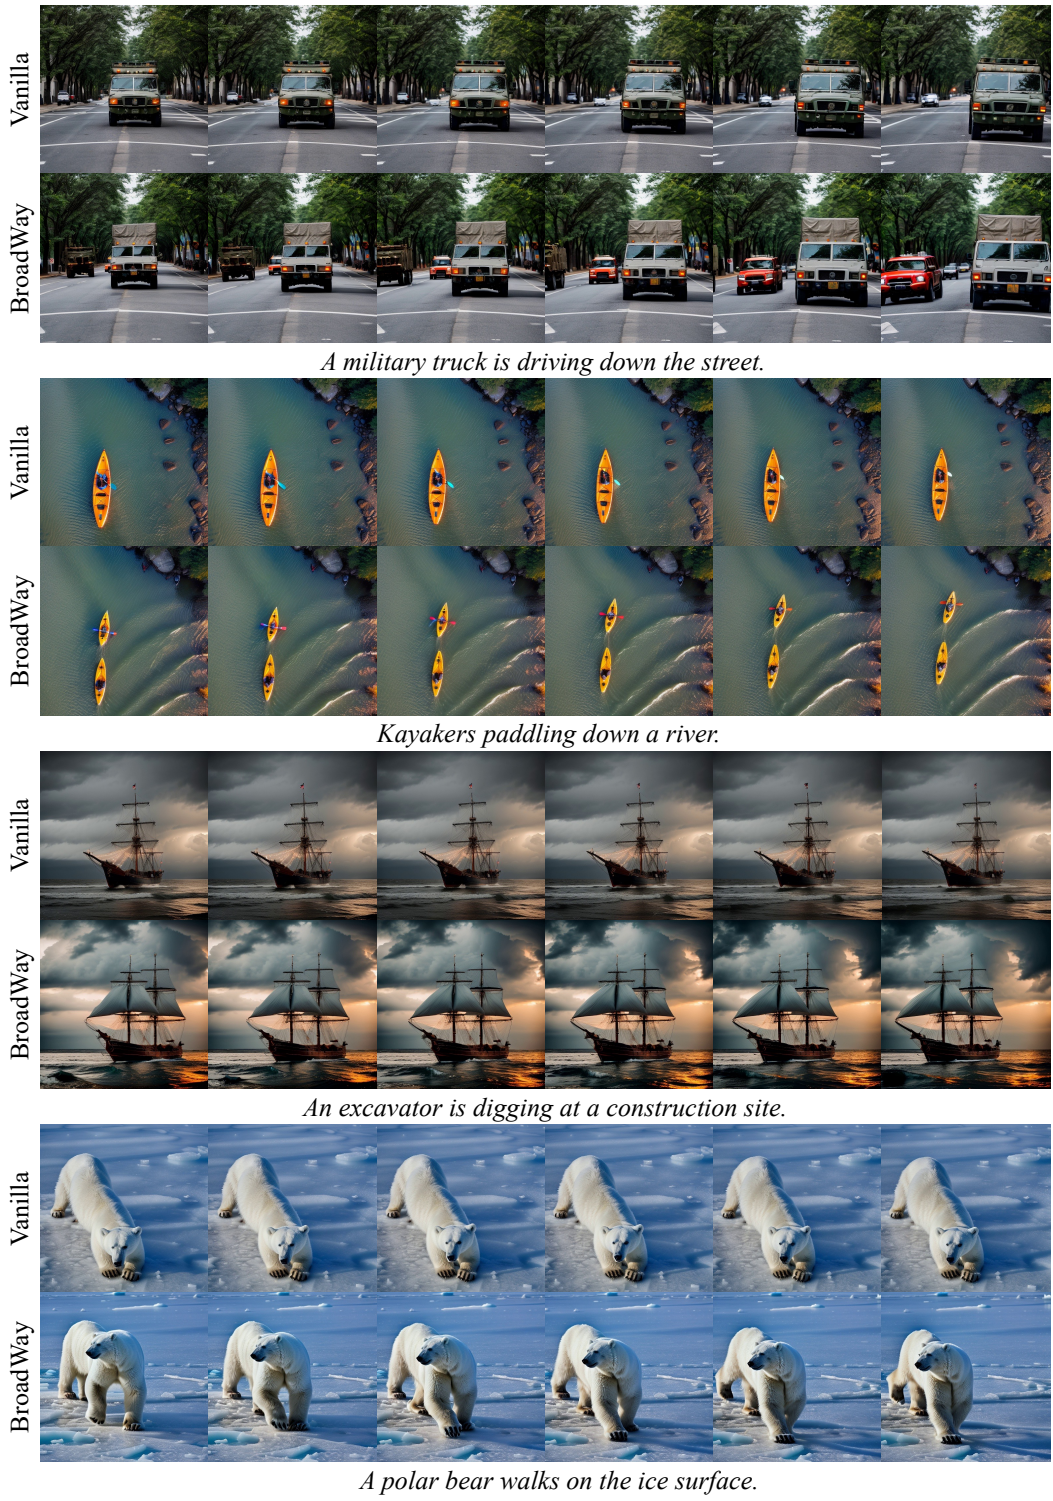 Vanilla
BroadWay
A military truck is driving down the street.
Vanilla
BroadWay
Kayakers paddling down a river.
Vanilla
BroadWay
An excavator is digging at a construction site.
Vanilla
BroadWay
A polar bear walks on the ice surface.